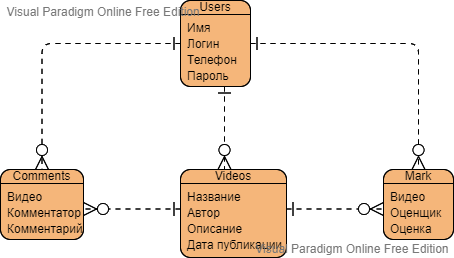 Visual Paradigm Online Free Edition
Users
Имя
Логин
Телефон
Пароль
Comments
Видео
Комментатор
Комментарий
Videos
Название
Автор
Описание
Дата публикации
Mark
Видео
Оценщик
Оценка
Visual Paradigm Online Free Edition